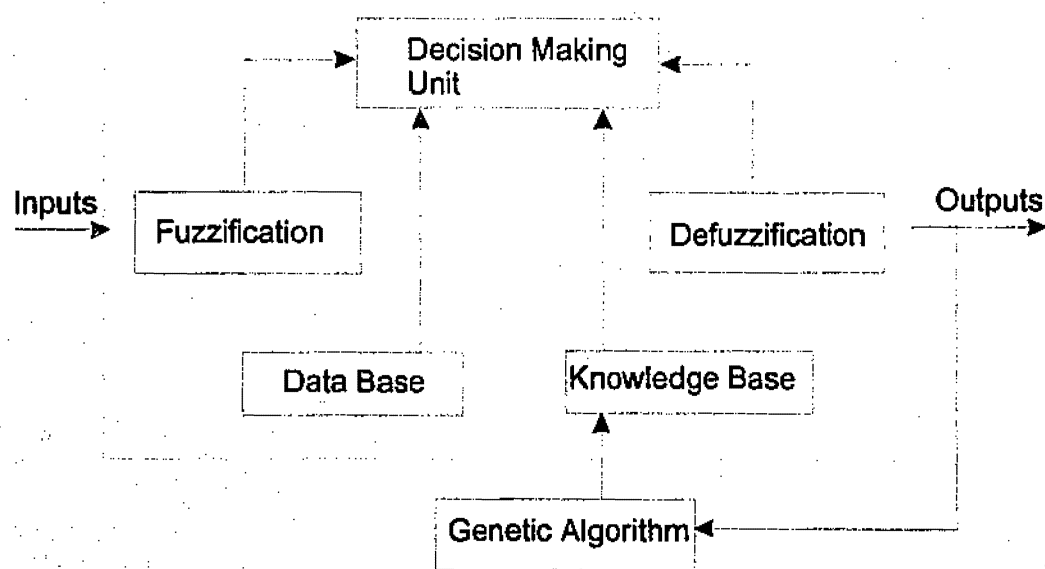 Decision Making
Unit
Inputs
Outputs
Fuzzification
Defuzzification
Data Base
Knowledge Base
Genetic Algorithm